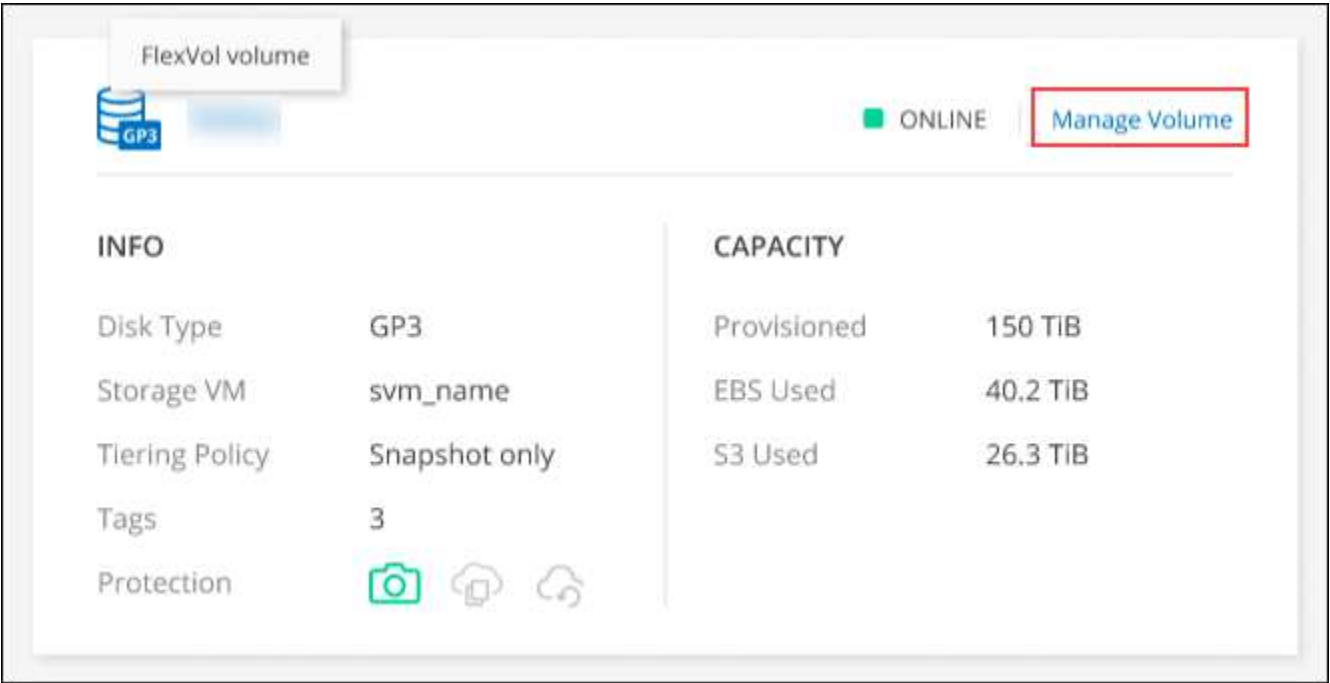 FlexVol volume
GP3
ONLINE
Manage Volume
INFO
Disk Type GP3
Storage VM svm_name
Tiering Policy Snapshot only
Tags 3
Protection
CAPACITY
Provisioned 150 TiB
EBS Used 40.2 TiB
S3 Used 26.3 TiB